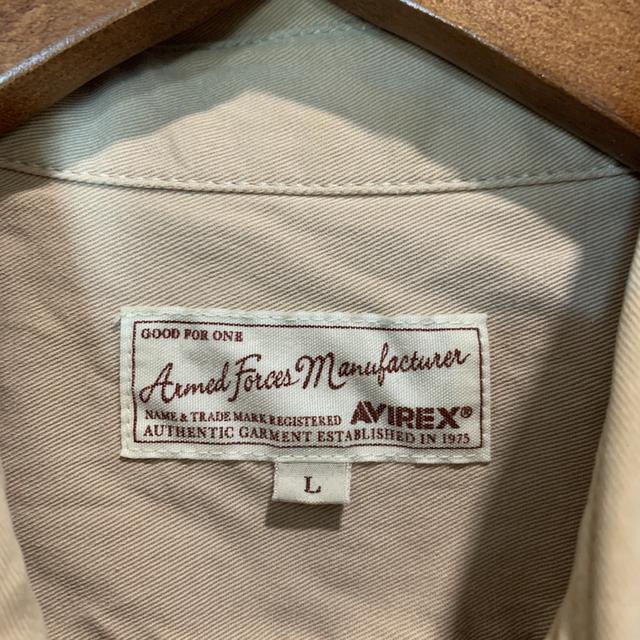 GOOD FOR ONE
Armed Forces Manufacturer
NAME & TRADE MARK REGISTERED AVIREX®
AUTHENTIC GARMENT ESTABLISHED IN 1975
L